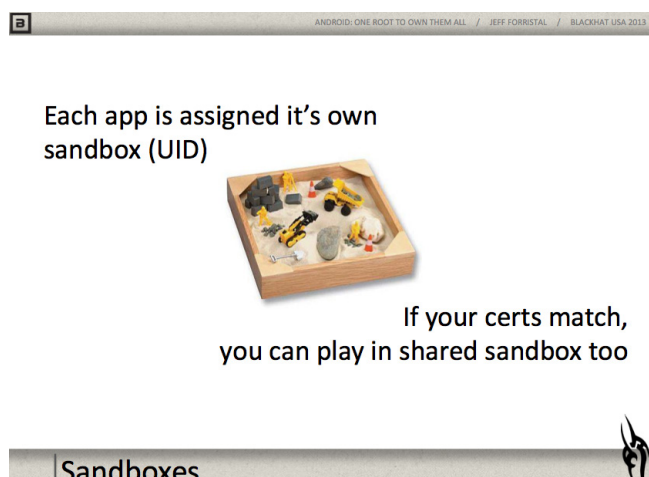 ANDROID: ONE ROOT TO OWN THEM ALL / JEFF FORRISTAL / BLACKHAT USA 2013
Each app is assigned it's own
sandbox (UID)
If your certs match,
you can play in shared sandbox too
Sandboxes